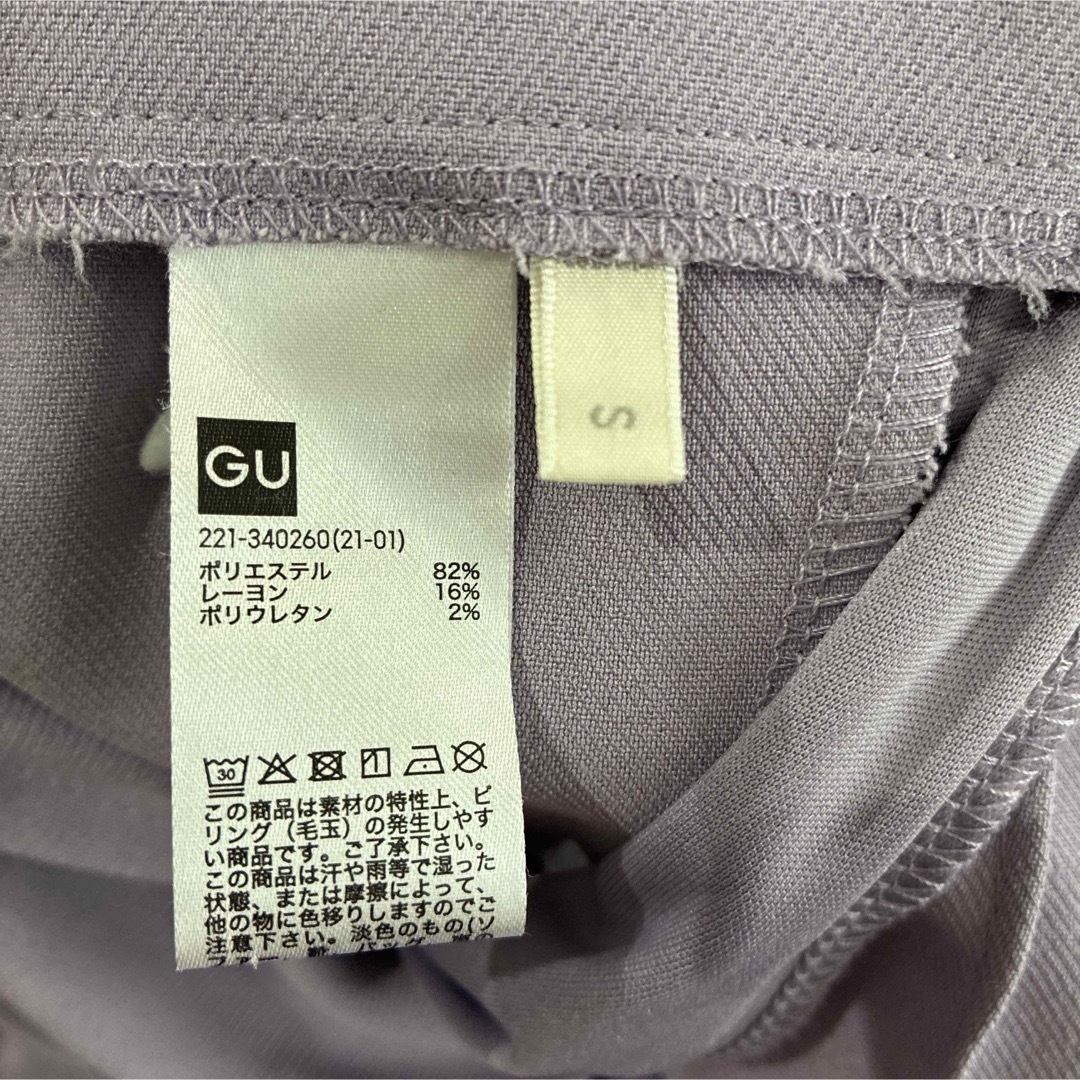 GU
S
221-340260(21-01)
ポリエステル 82%
レーヨン 16%
ポリウレタン 2%
30
この商品は素材の特性上、ピ
リング（毛玉）の発生しやす
い商品です。ご了承下さい。
この商品は汗や雨等で湿った
状態、または摩擦によって、
他の物に色移りしますのでご
注意下さい。淡色のもの(ソ